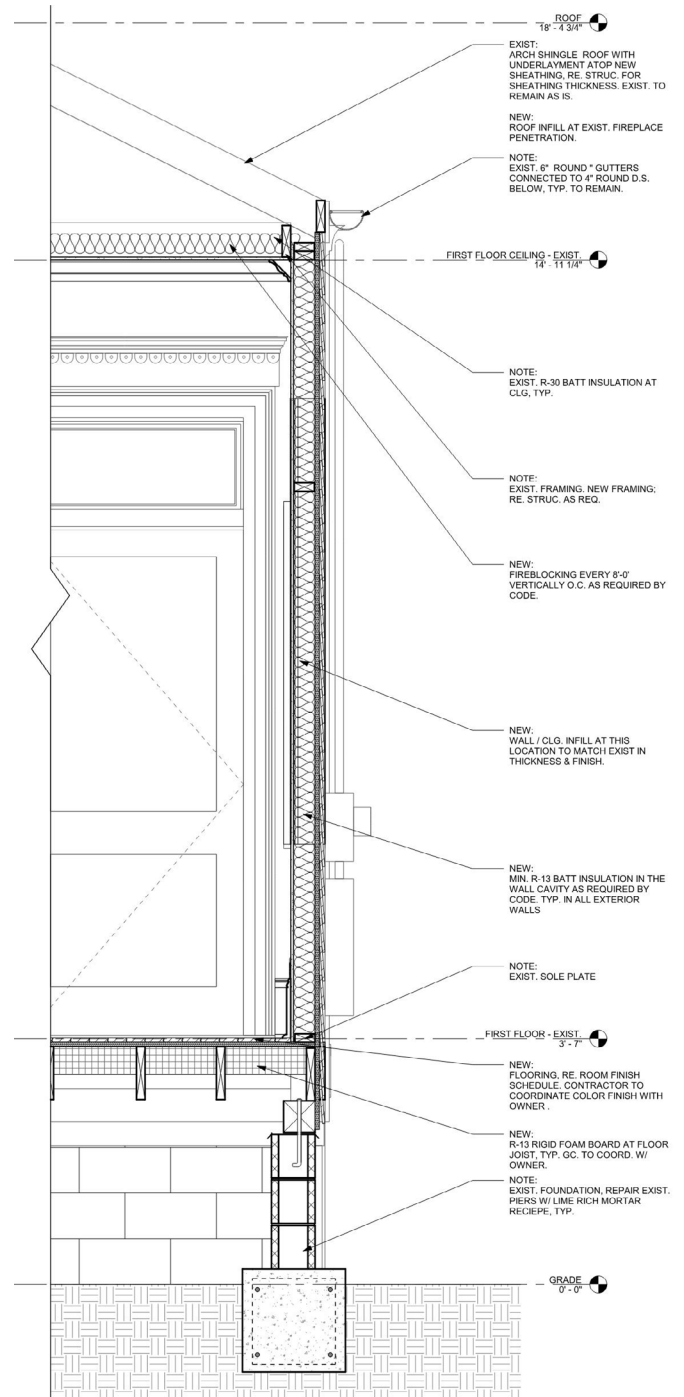 ROOF
18' - 4 3/4"
EXIST:
ARCH SHINGLE ROOF WITH
UNDERLAYMENT ATOP NEW
SHEATHING, RE. STRUC. FOR
SHEATHING THICKNESS. EXIST. TO
REMAIN AS IS.
NEW:
ROOF INFILL AT EXIST. FIREPLACE
PENETRATION.
NOTE:
EXIST. 6" ROUND " GUTTERS
CONNECTED TO 4" ROUND D.S.
BELOW, TYP. TO REMAIN.
FIRST FLOOR CEILING - EXIST.
14' - 11 1/4"
NOTE:
EXIST. R-30 BATT INSULATION AT
CLG, TYP.
NOTE:
EXIST. FRAMING. NEW FRAMING;
RE. STRUC. AS REQ.
NEW:
FIREBLOCKING EVERY 8'-0'
VERTICALLY O.C. AS REQUIRED BY
CODE.
NEW:
WALL / CLG. INFILL AT THIS
LOCATION TO MATCH EXIST IN
THICKNESS & FINISH.
NEW:
MIN. R-13 BATT INSULATION IN THE
WALL CAVITY AS REQUIRED BY
CODE. TYP. IN ALL EXTERIOR
WALLS
NOTE:
EXIST. SOLE PLATE
FIRST FLOOR - EXIST.
3' - 7"
NEW:
FLOORING, RE. ROOM FINISH
SCHEDULE. CONTRACTOR TO
COORDINATE COLOR FINISH WITH
OWNER .
NEW:
R-13 RIGID FOAM BOARD AT FLOOR
JOIST, TYP. GC. TO COORD. W/
OWNER.
NOTE:
EXIST. FOUNDATION, REPAIR EXIST.
PIERS W/ LIME RICH MORTAR
RECIEPE, TYP.
GRADE
0' - 0"